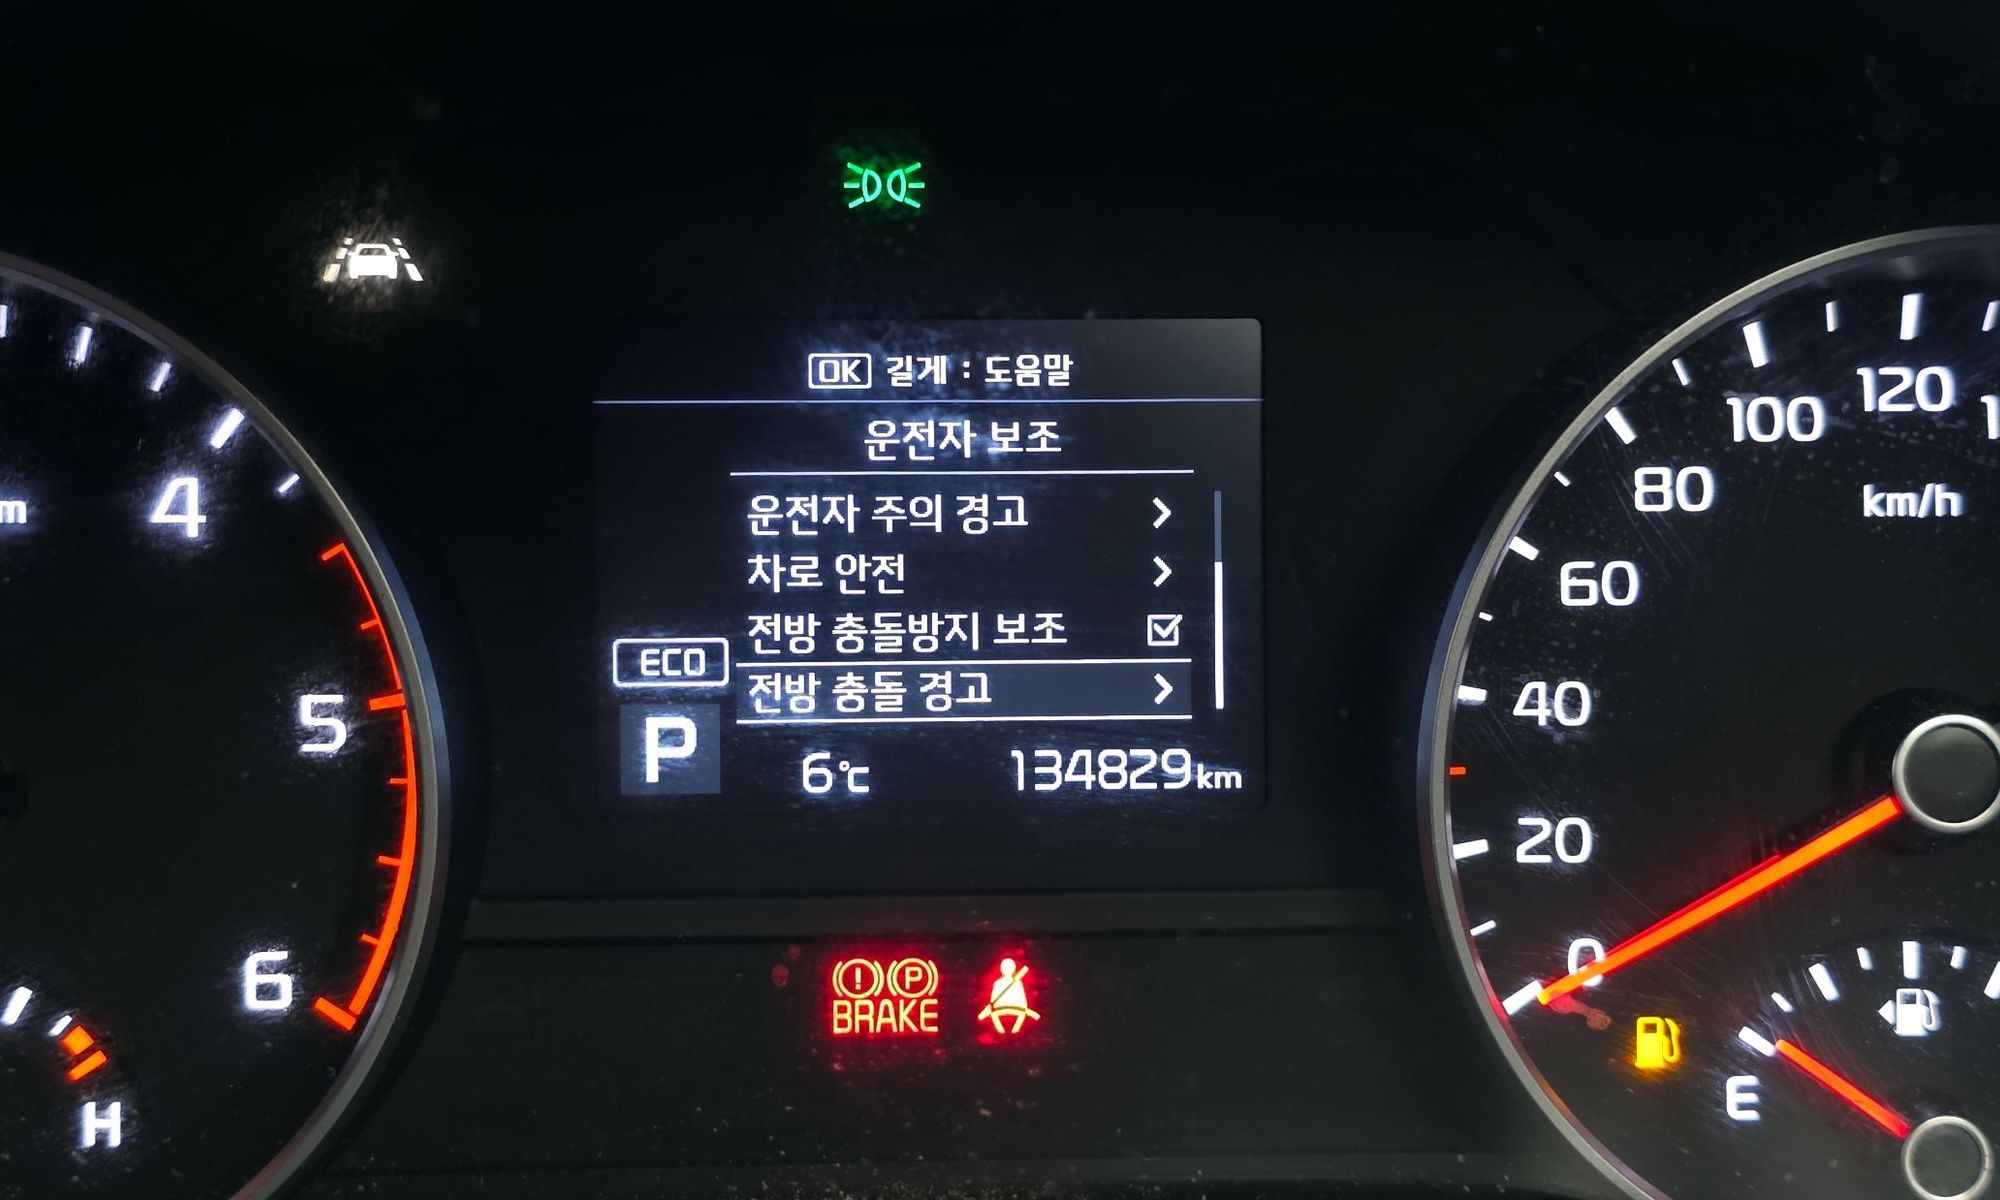 OK 길게 : 도움말
운전자 보조
운전자 주의 경고
차로 안전
전방 충돌방지 보조
전방 충돌 경고
ECO
P
6℃
134829km
BRAKE
4
5
6
H
120
100
80
60
40
20
0
km/h
E